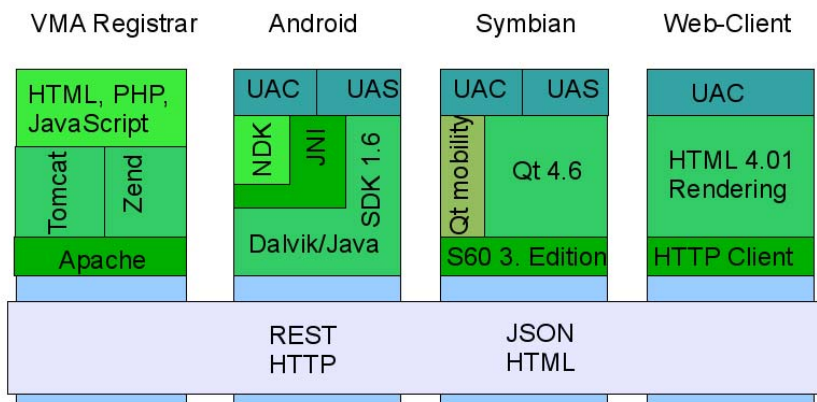 VMA Registrar
Android
Symbian
Web-Client
HTML, PHP,
JavaScript
Tomcat
Zend
Apache
UAC
UAS
NDK
JNI
SDK 1.6
Dalvik/Java
UAC
UAS
Qt mobility
Qt 4.6
S60 3. Edition
UAC
HTML 4.01
Rendering
HTTP Client
REST
HTTP
JSON
HTML